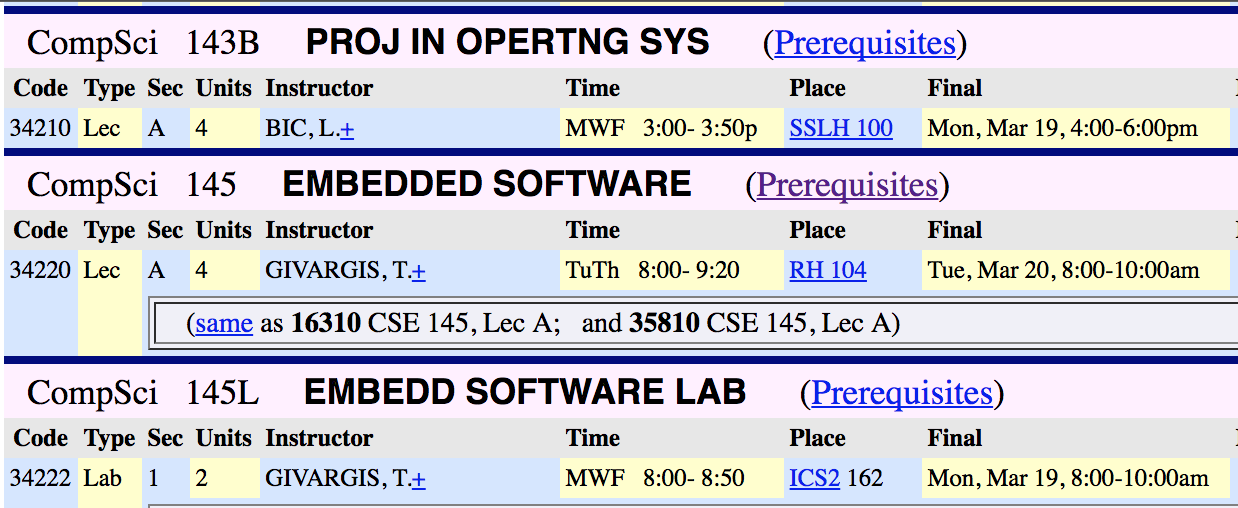 CompSci 143B PROJ IN OPERTNG SYS (Prerequisites)
Code Type Sec Units Instructor Time Place Final
34210 Lec A 4 BIC, L.+ MWF 3:00- 3:50p SSLH 100 Mon, Mar 19, 4:00-6:00pm
CompSci 145 EMBEDDED SOFTWARE (Prerequisites)
Code Type Sec Units Instructor Time Place Final
34220 Lec A 4 GIVARGIS, T.+ TuTh 8:00- 9:20 RH 104 Tue, Mar 20, 8:00-10:00am
(same as 16310 CSE 145, Lec A; and 35810 CSE 145, Lec A)
CompSci 145L EMBEDD SOFTWARE LAB (Prerequisites)
Code Type Sec Units Instructor Time Place Final
34222 Lab 1 2 GIVARGIS, T.+ MWF 8:00- 8:50 ICS2 162 Mon, Mar 19, 8:00-10:00am